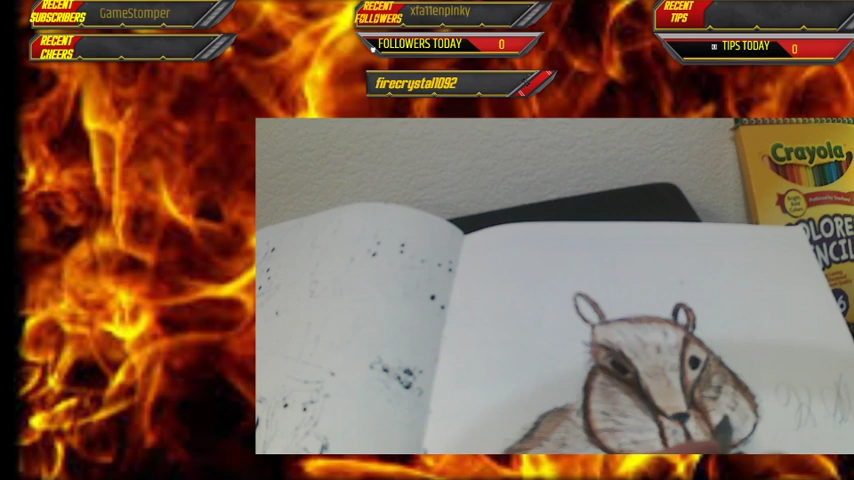 RECENT SUBSCRIBERS GameStomper
RECENT CHEERS
RECENT FOLLOWERS xfa11enpinky
FOLLOWERS TODAY 0
firecrystal1092
RECENT TIPS
TIPS TODAY 0
Crayola